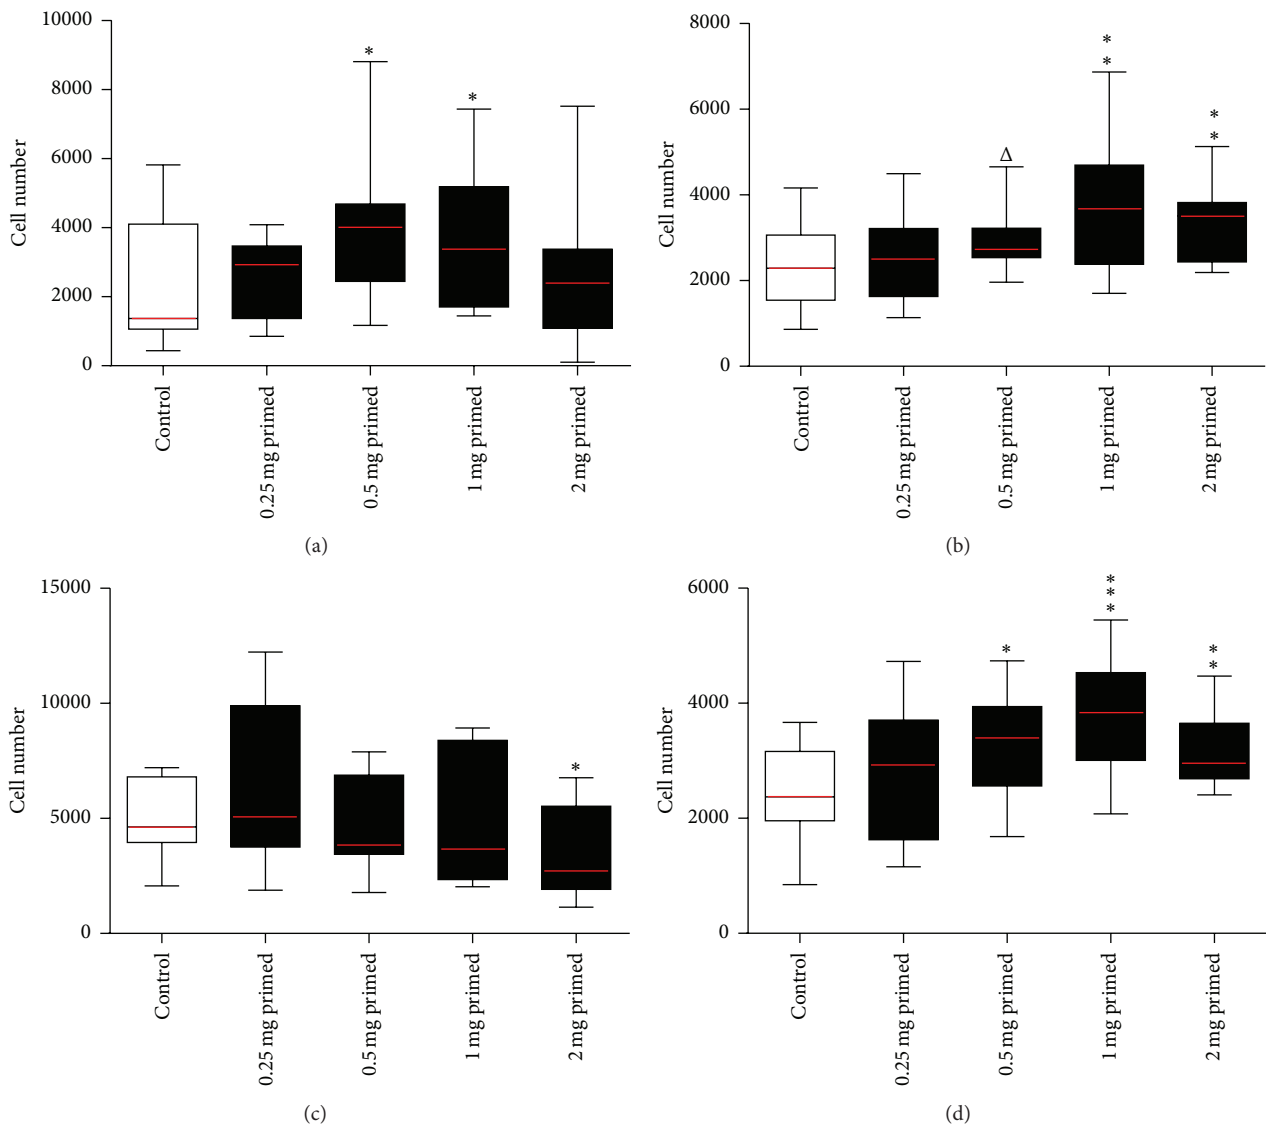 10000
8000
6000
4000
2000
0
Cell number
*
*
Control
0.25 mg primed
0.5 mg primed
1 mg primed
2 mg primed
(a)
8000
6000
4000
2000
0
Cell number
Δ
*
*
*
*
Control
0.25 mg primed
0.5 mg primed
1 mg primed
2 mg primed
(b)
15000
10000
5000
0
Cell number
*
Control
0.25 mg primed
0.5 mg primed
1 mg primed
2 mg primed
(c)
6000
4000
2000
0
Cell number
*
*
*
*
*
*
Control
0.25 mg primed
0.5 mg primed
1 mg primed
2 mg primed
(d)